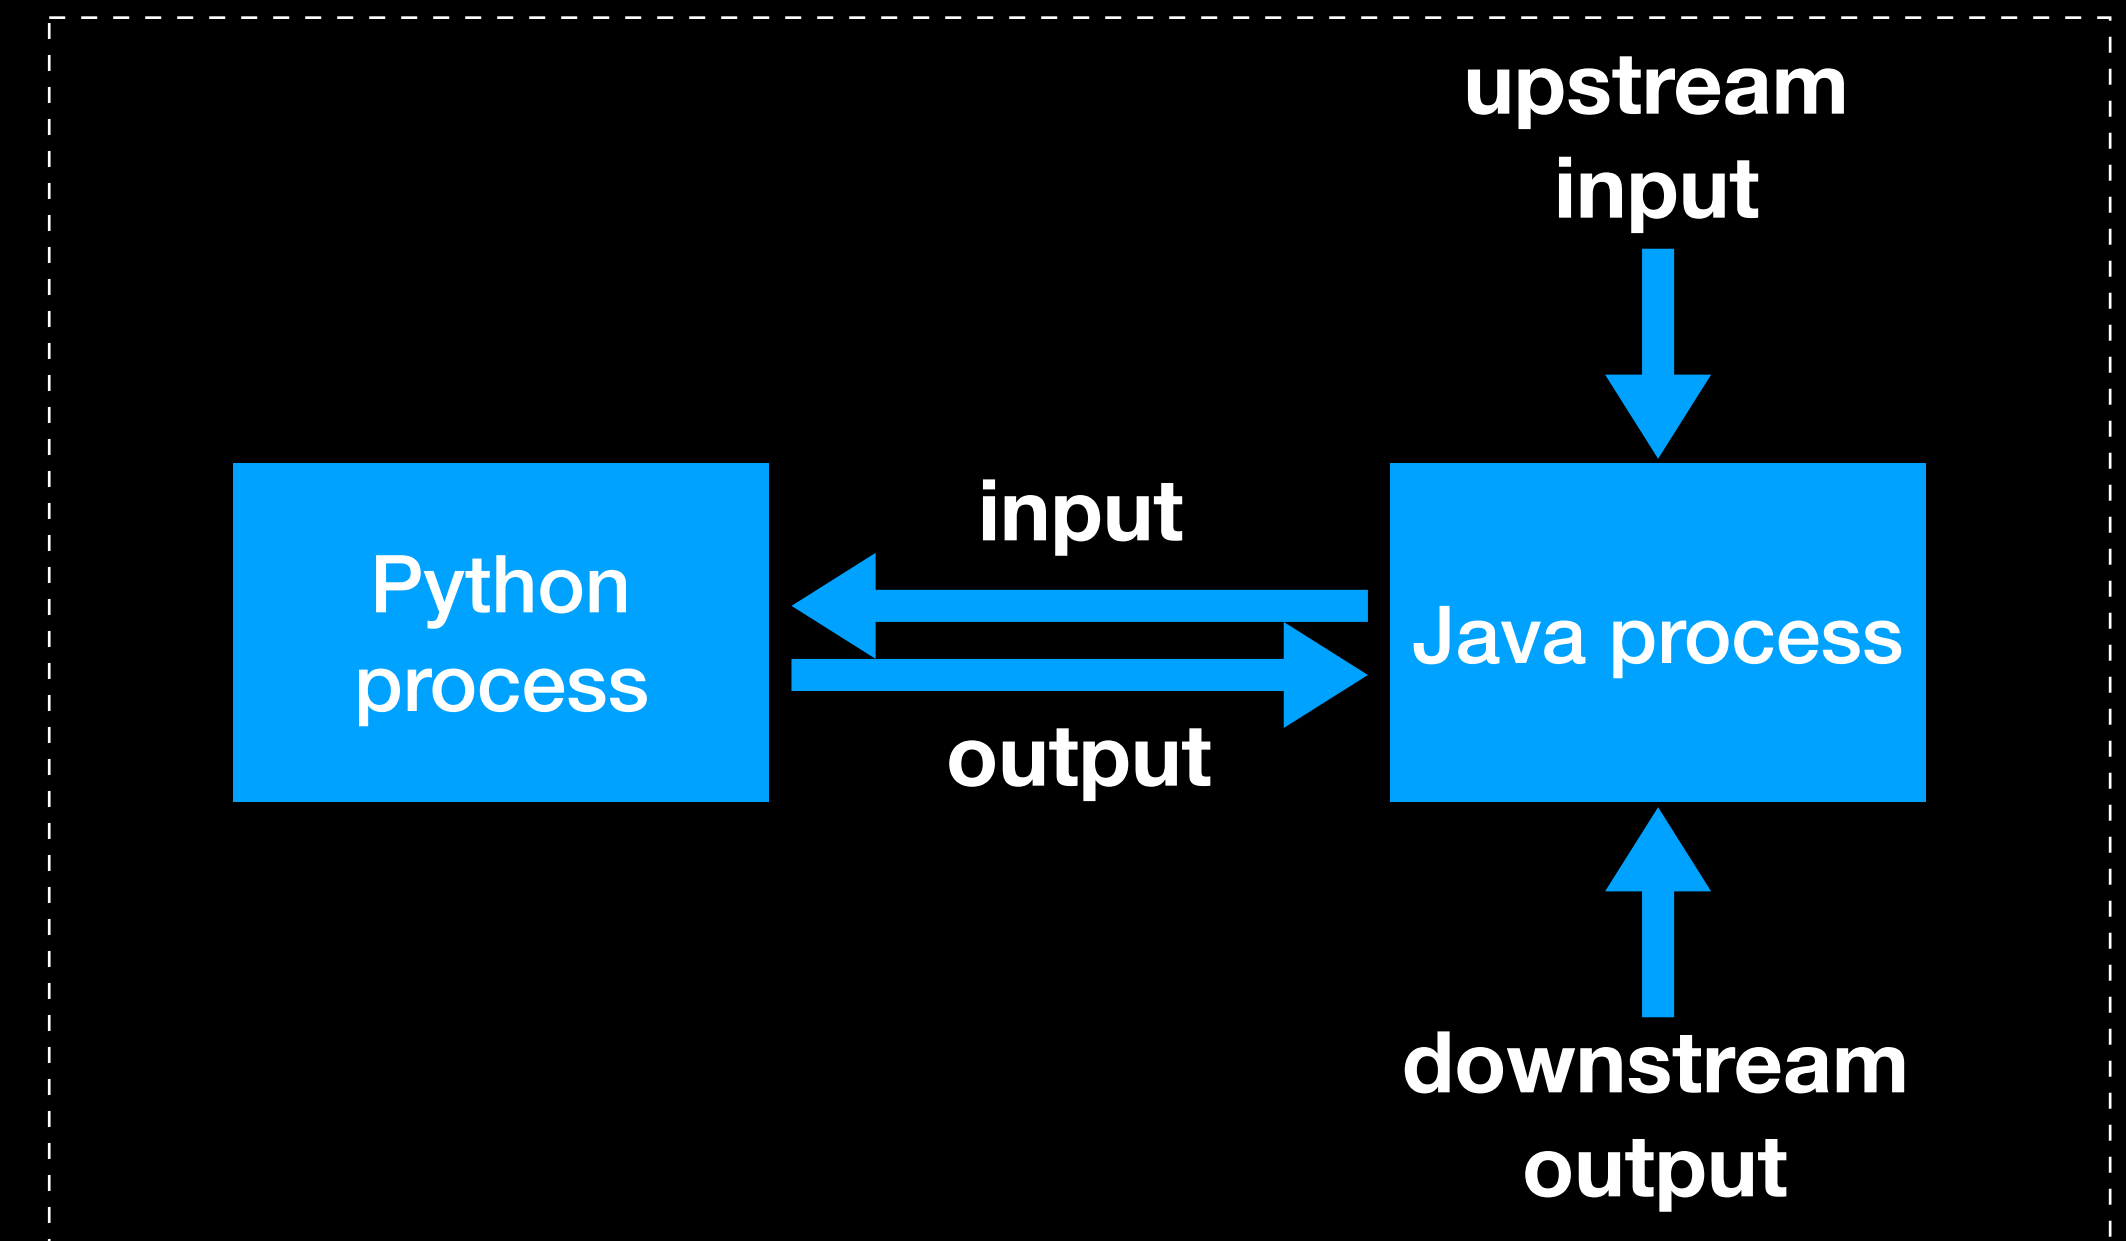 upstream
input
input
Python
process
Java process
output
downstream
output